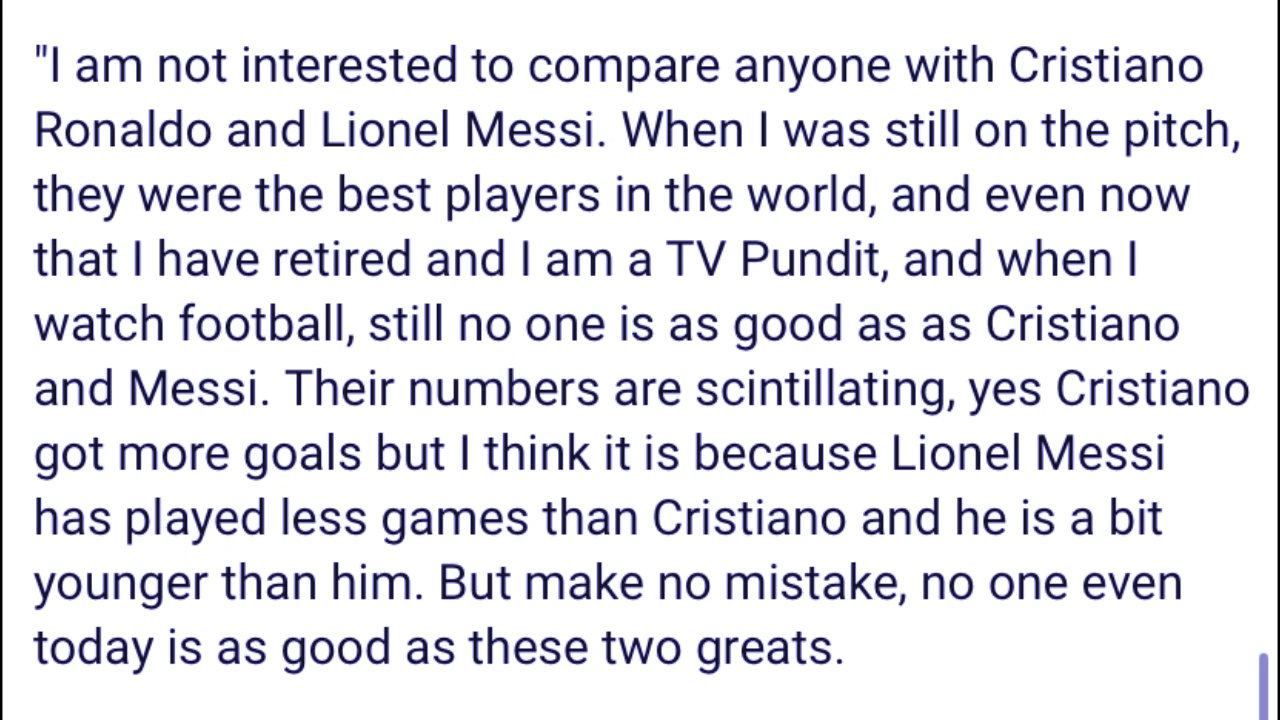 "I am not interested to compare anyone with Cristiano
Ronaldo and Lionel Messi. When I was still on the pitch,
they were the best players in the world, and even now
that I have retired and I am a TV Pundit, and when I
watch football, still no one is as good as as Cristiano
and Messi. Their numbers are scintillating, yes Cristiano
got more goals but I think it is because Lionel Messi
has played less games than Cristiano and he is a bit
younger than him. But make no mistake, no one even
today is as good as these two greats.